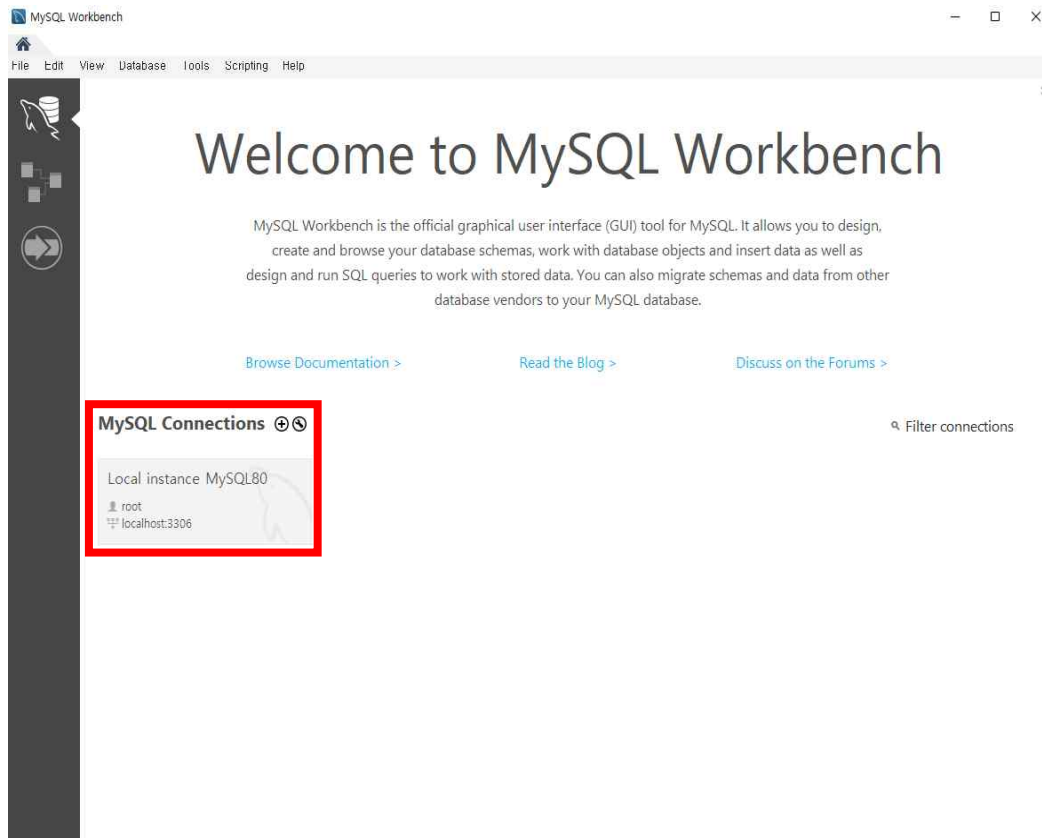 MySQL Workbench
File Edit View Database Tools Scripting Help
Welcome to MySQL Workbench
MySQL Workbench is the official graphical user interface (GUI) tool for MySQL. It allows you to design,
create and browse your database schemas, work with database objects and insert data as well as
design and run SQL queries to work with stored data. You can also migrate schemas and data from other
database vendors to your MySQL database.
Browse Documentation > Read the Blog > Discuss on the Forums >
MySQL Connections
Filter connections
Local instance MySQL80
root
localhost:3306